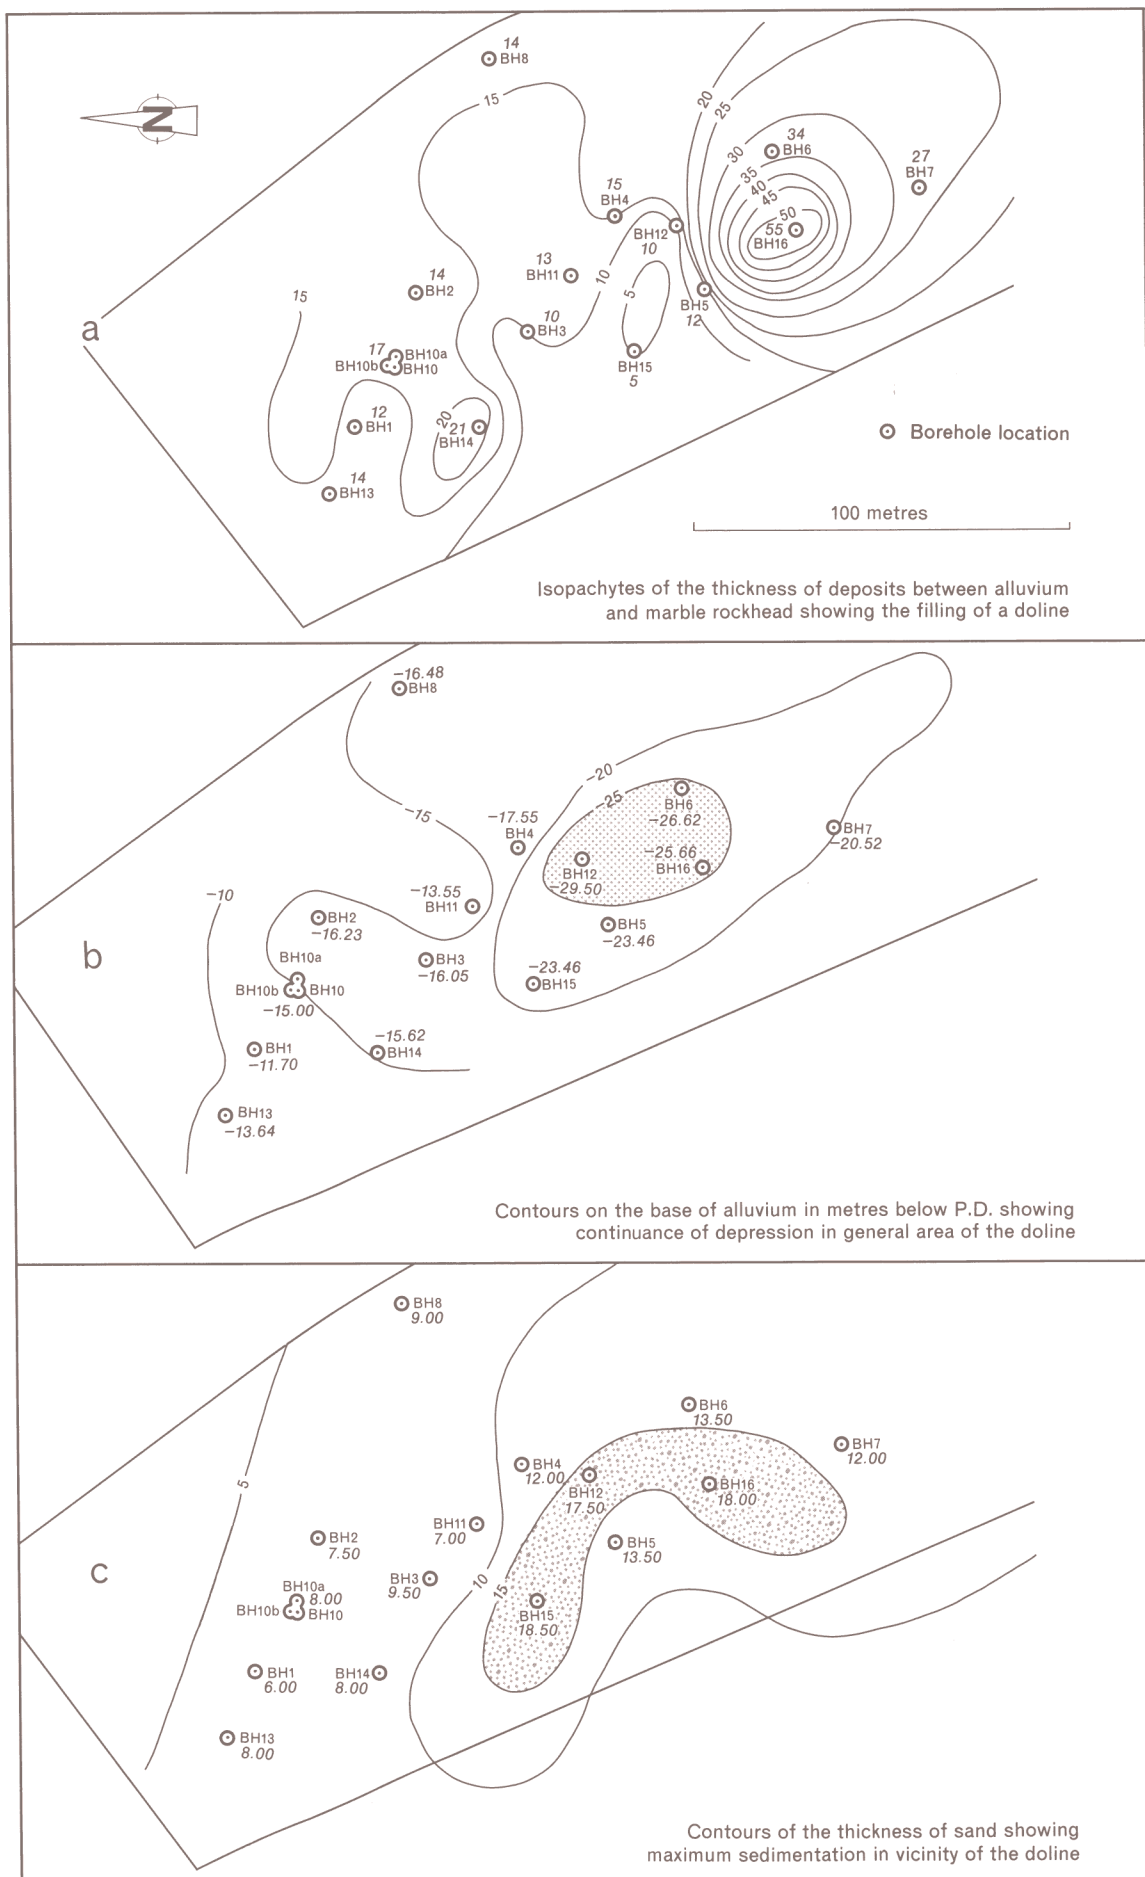 14
BH8
N
15
20
25
34
BH6
30
27
BH7
35
40
45
50
55
BH16
15
BH4
BH12
10
13
BH11
10
14
BH2
5
BH5
12
15
a
10
BH3
17
BH10a
BH10b
BH10
BH15
5
12
BH1
20
21
BH14
Borehole location
14
BH13
100 metres
Isopachytes of the thickness of deposits between alluvium
and marble rockhead showing the filling of a doline
−16.48
BH8
−20
−25
BH6
−26.62
−15
−17.55
BH4
BH7
−20.52
−25.66
BH16
BH12
−29.50
−10
−13.55
BH11
BH2
−16.23
BH5
−23.46
b
BH10a
BH3
−16.05
−23.46
BH15
BH10b
BH10
−15.00
−15.62
BH14
BH1
−11.70
BH13
−13.64
Contours on the base of alluvium in metres below P.D. showing
continuance of depression in general area of the doline
BH8
9.00
BH6
13.50
BH7
12.00
BH4
12.00
BH12
17.50
BH16
18.00
5
BH11
7.00
BH2
7.50
BH5
13.50
c
BH3
9.50
10
15
BH10a
8.00
BH10b
BH10
BH15
18.50
BH1
6.00
BH14
8.00
BH13
8.00
Contours of the thickness of sand showing
maximum sedimentation in vicinity of the doline